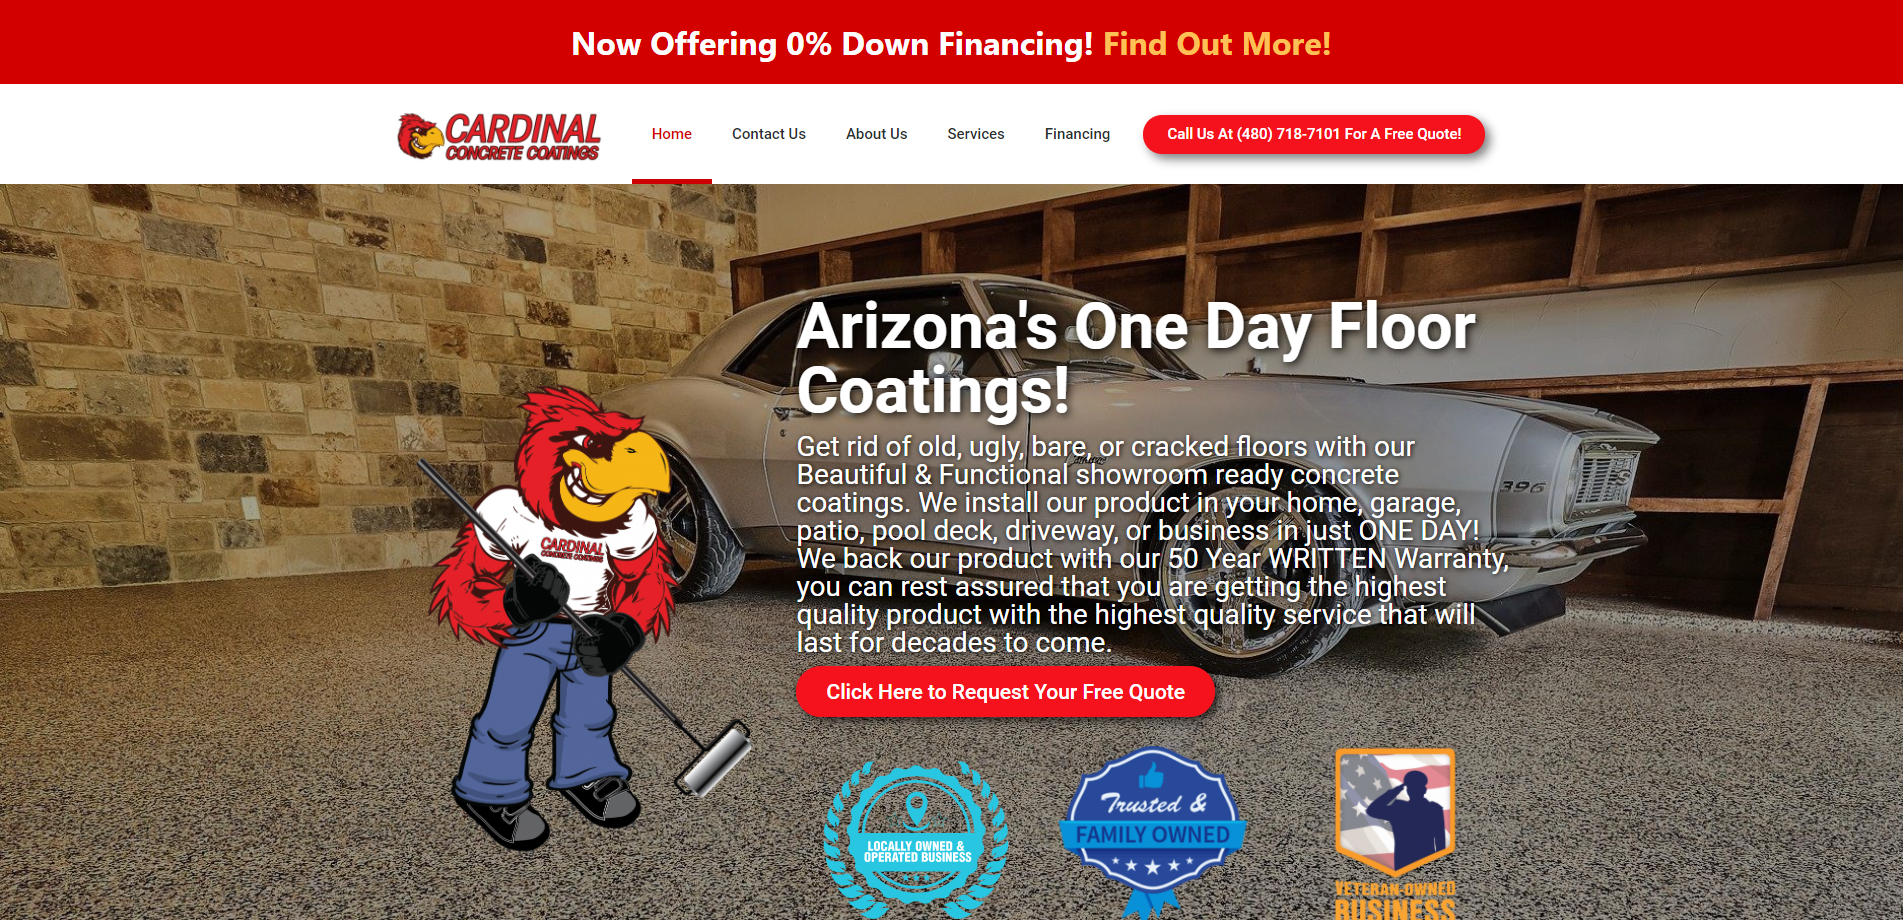 Now Offering 0% Down Financing! Find Out More!
CARDINAL
CONCRETE COATINGS
Home
Contact Us
About Us
Services
Financing
Call Us At (480) 718-7101 For A Free Quote!
Arizona's One Day Floor
Coatings!
Get rid of old, ugly, bare, or cracked floors with our
Beautiful & Functional showroom ready concrete
coatings. We install our product in your home, garage,
patio, pool deck, driveway, or business in just ONE DAY!
We back our product with our 50 Year WRITTEN Warranty,
you can rest assured that you are getting the highest
quality product with the highest quality service that will
last for decades to come.
396
CARDINAL
CONCRETE COATINGS
Click Here to Request Your Free Quote
LOCALLY OWNED &
OPERATED BUSINESS
Trusted &
FAMILY OWNED
VETERAN-OWNED
BUSINESS